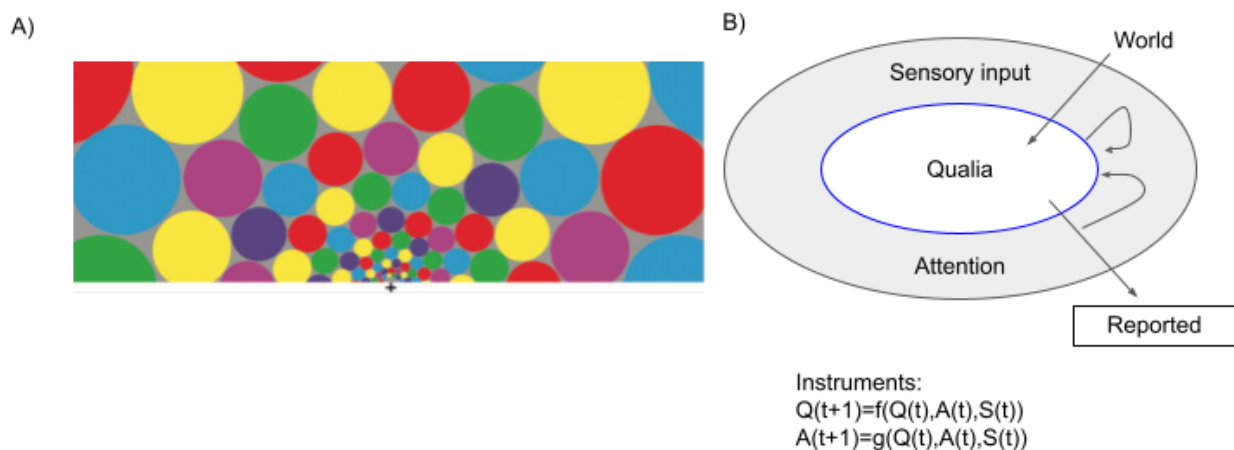 A)
B)
World
Sensory input
Qualia
Attention
Reported
Instruments:
Q(t+1)=f(Q(t),A(t),S(t))
A(t+1)=g(Q(t),A(t),S(t))